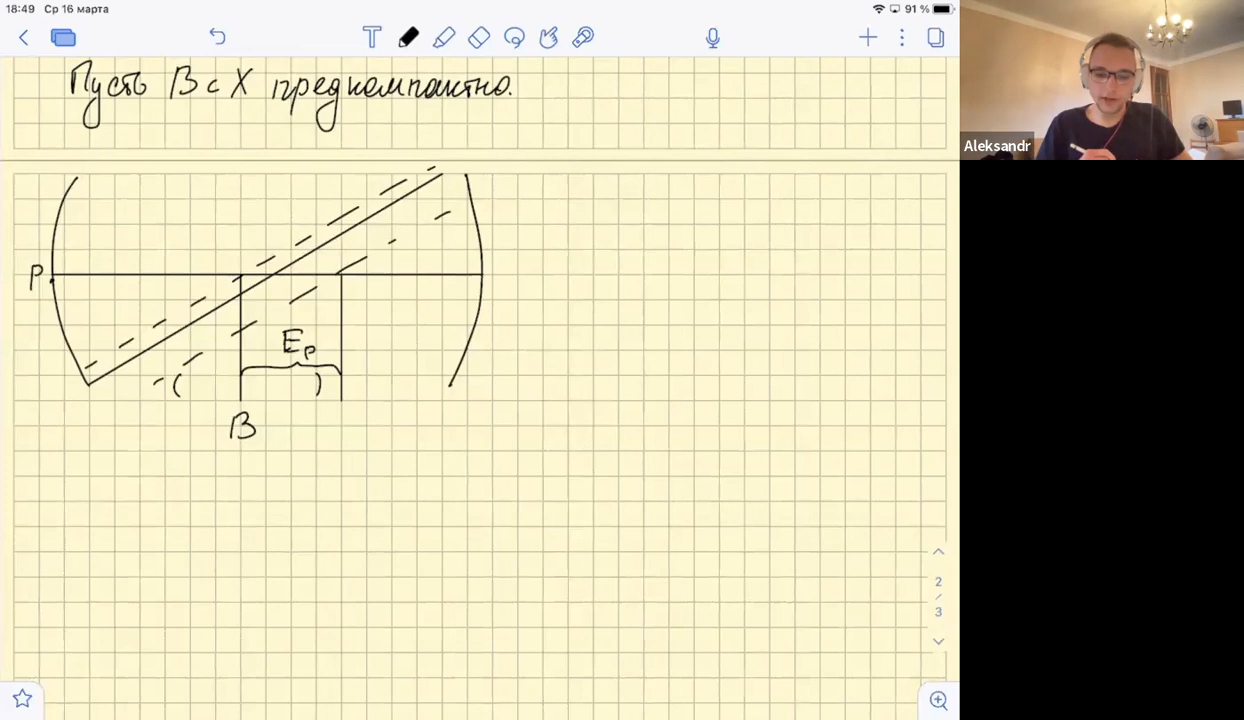 18:49 Ср 16 марта
91 %
T
Пусть B ⊂ X предкомпактно.
Aleksandr
P
E_P
B
2
/
3